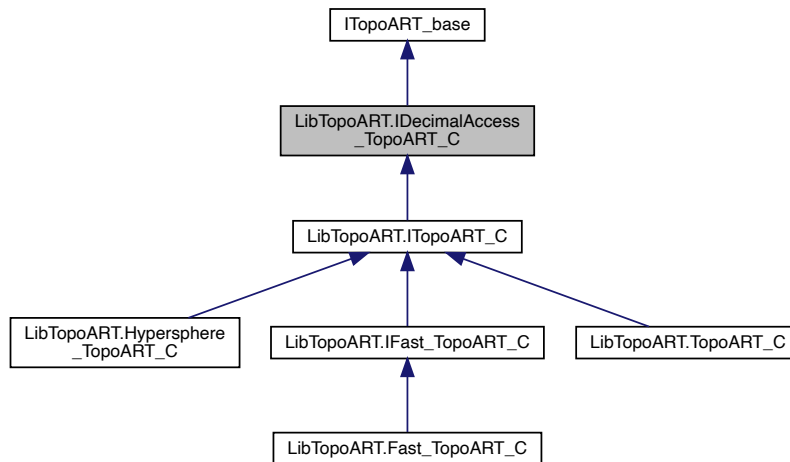 ITopoART_base
LibTopoART.IDecimalAccess
_TopoART_C
LibTopoART.ITopoART_C
LibTopoART.Hypersphere
_TopoART_C
LibTopoART.IFast_TopoART_C
LibTopoART.TopoART_C
LibTopoART.Fast_TopoART_C